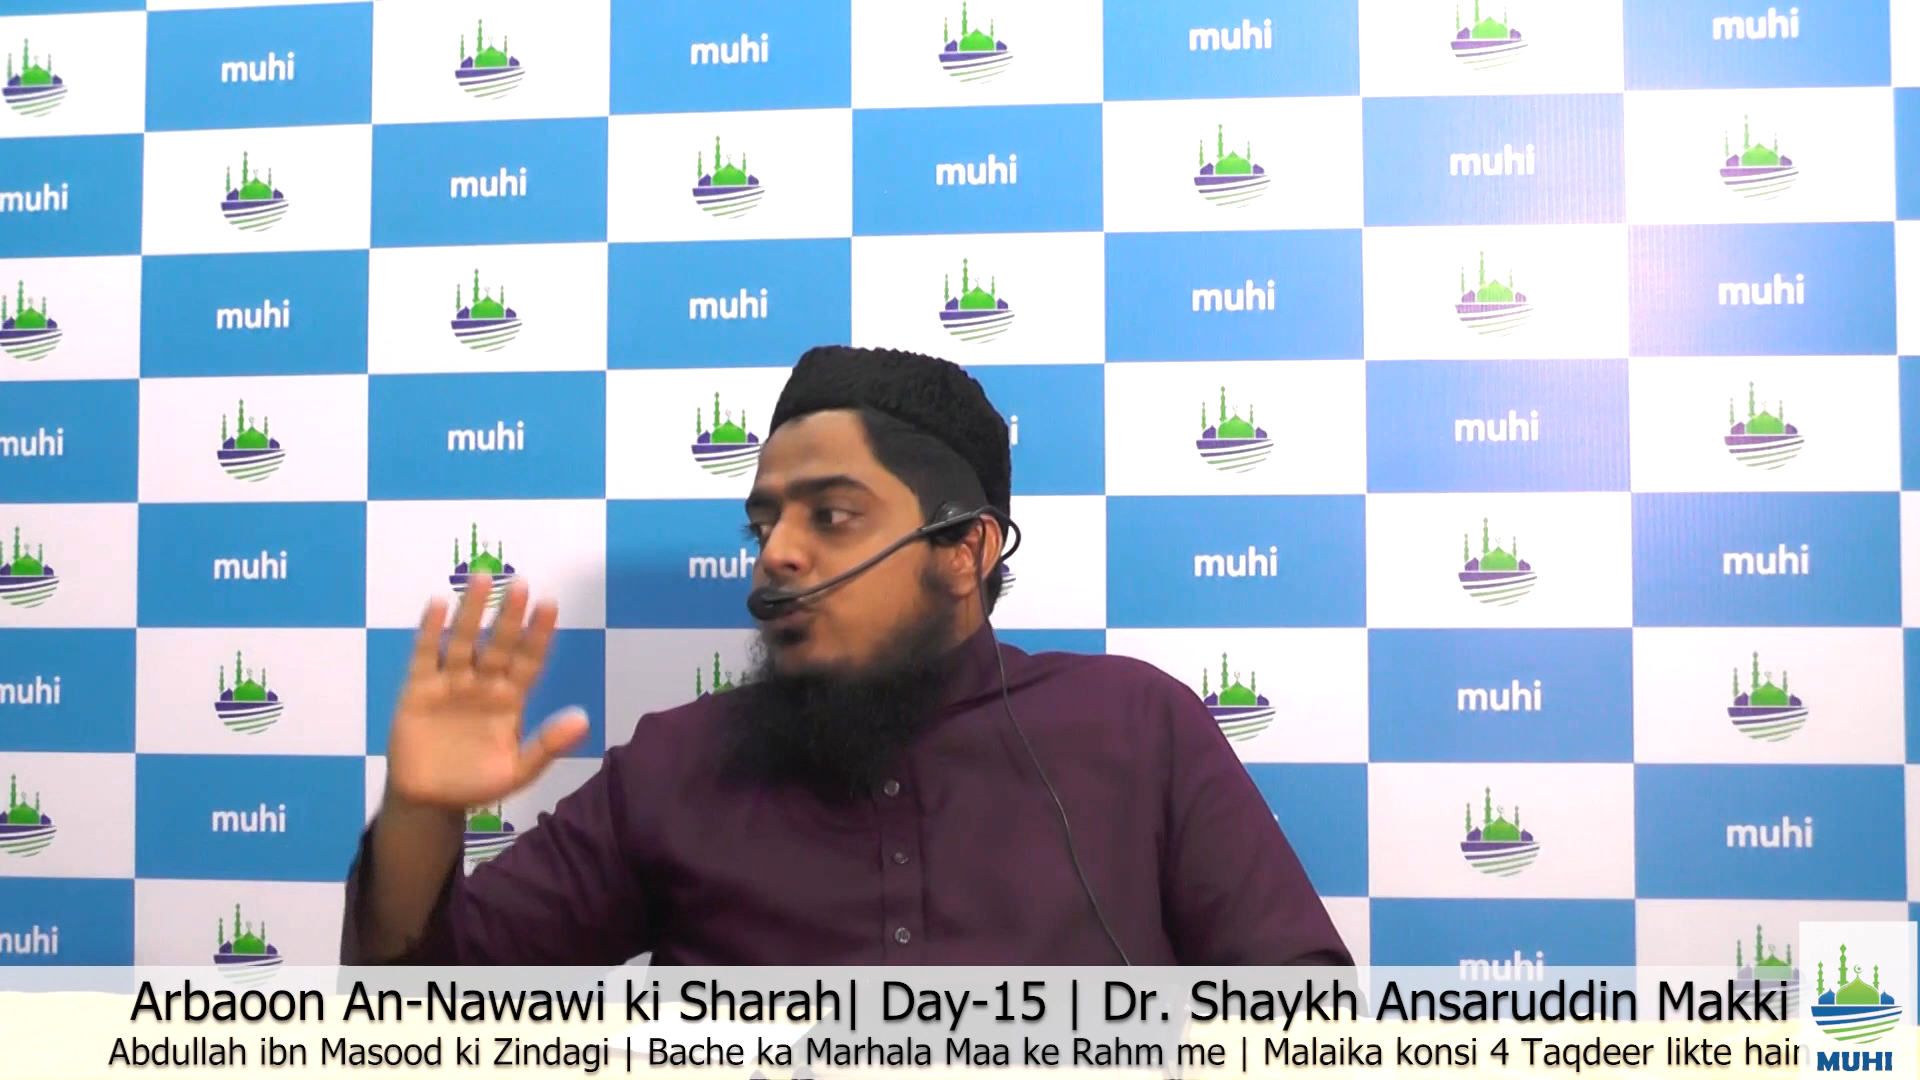 muhi muhi muhi muhi
muhi muhi muhi muhi
muhi muhi muhi muhi
muhi muhi muhi
muhi muhi muhi muhi
muhi muhi
muhi muhi
muhi muhi
Arbaoon An-Nawawi ki Sharah| Day-15 | Dr. Shaykh Ansaruddin Makki
Abdullah ibn Masood ki Zindagi | Bache ka Marhala Maa ke Rahm me | Malaika konsi 4 Taqdeer likte hain
MUHI